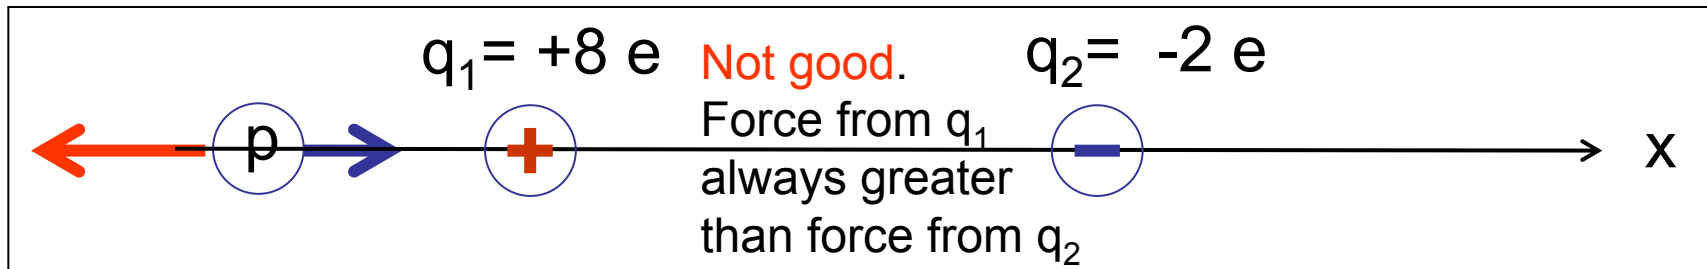 q₁= +8 e
Not good.
q₂= -2 e
Force from q₁
always greater
than force from q₂
p
+
-
x